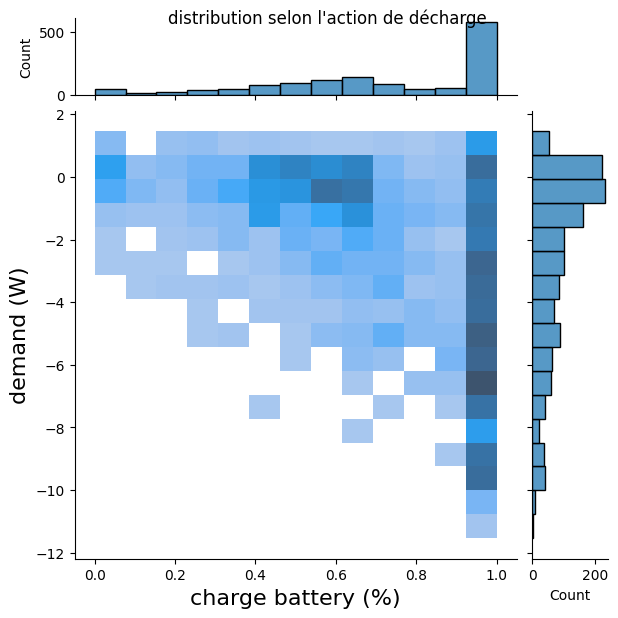 distribution selon l'action de décharge
500
0
Count
2
0
−2
−4
−6
−8
−10
−12
demand (W)
0.0 0.2 0.4 0.6 0.8 1.0
charge battery (%)
0 200
Count